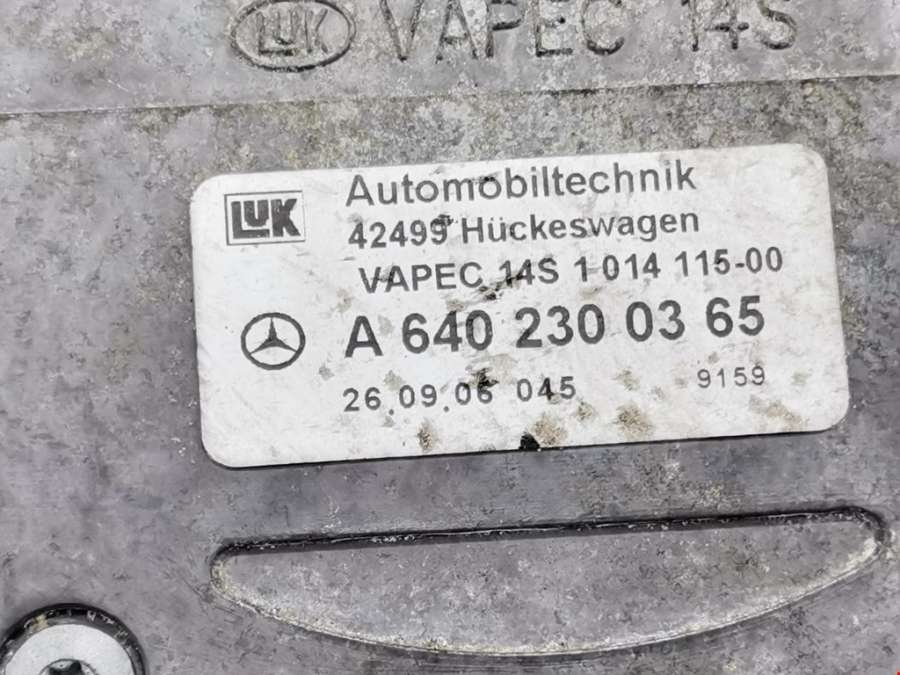 LUK VAPEC 14S
LUK Automobiltechnik
42499 Hückeswagen
VAPEC 14S 1 014 115-00
A 640 230 03 65
26.09.06 045 9159